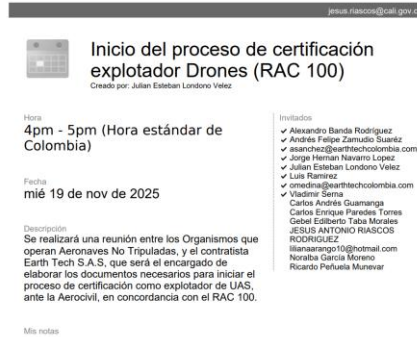 jesus.riascos@cali.gov.c
Inicio del proceso de certificación
explotador Drones (RAC 100)
Creado por: Julian Esteban Londono Velez
Hora
4pm - 5pm (Hora estándar de
Colombia)
Fecha
mié 19 de nov de 2025
Descripción
Se realizará una reunión entre los Organismos que
operan Aeronaves No Tripuladas, y el contratista
Earth Tech S.A.S, que será el encargado de
elaborar los documentos necesarios para iniciar el
proceso de certificación como explotador de UAS,
ante la Aerocivil, en concordancia con el RAC 100.
Mis notas
Invitados
✓ Alexandro Banda Rodríguez
✓ Andrés Felipe Zamudio Suaréz
✓ asanchez@earthtechcolombia.com
✓ Jorge Hernan Navarro Lopez
✓ Julian Esteban Londono Velez
✓ Luis Ramirez
✓ omedina@earthtechcolombia.com
✓ Vladimir Serna
Carlos Andrés Guamanga
Carlos Enrique Paredes Torres
Gebel Edilberto Taba Morales
JESUS ANTONIO RIASCOS
RODRIGUEZ
lilianaarango10@hotmail.com
Noralba García Moreno
Ricardo Peñuela Munevar